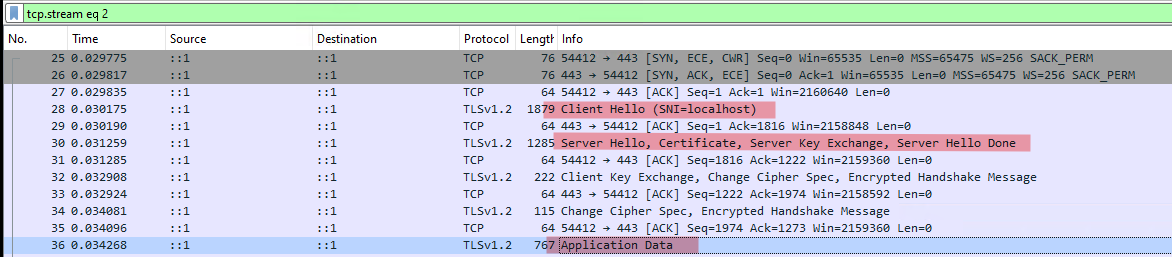 tcp.stream eq 2
No. Time Source Destination Protocol Length Info
25 0.029775 ::1 ::1 TCP 76 54412 → 443 [SYN, ECE, CWR] Seq=0 Win=65535 Len=0 MSS=65475 WS=256 SACK_PERM
26 0.029817 ::1 ::1 TCP 76 443 → 54412 [SYN, ACK, ECE] Seq=0 Ack=1 Win=65535 Len=0 MSS=65475 WS=256 SACK_PERM
27 0.029835 ::1 ::1 TCP 64 54412 → 443 [ACK] Seq=1 Ack=1 Win=2160640 Len=0
28 0.030175 ::1 ::1 TLSv1.2 1879 Client Hello (SNI=localhost)
29 0.030190 ::1 ::1 TCP 64 443 → 54412 [ACK] Seq=1 Ack=1816 Win=2158848 Len=0
30 0.031259 ::1 ::1 TLSv1.2 1285 Server Hello, Certificate, Server Key Exchange, Server Hello Done
31 0.031285 ::1 ::1 TCP 64 54412 → 443 [ACK] Seq=1816 Ack=1222 Win=2159360 Len=0
32 0.032908 ::1 ::1 TLSv1.2 222 Client Key Exchange, Change Cipher Spec, Encrypted Handshake Message
33 0.032924 ::1 ::1 TCP 64 443 → 54412 [ACK] Seq=1222 Ack=1974 Win=2158592 Len=0
34 0.034081 ::1 ::1 TLSv1.2 115 Change Cipher Spec, Encrypted Handshake Message
35 0.034096 ::1 ::1 TCP 64 54412 → 443 [ACK] Seq=1974 Ack=1273 Win=2159360 Len=0
36 0.034268 ::1 ::1 TLSv1.2 767 Application Data